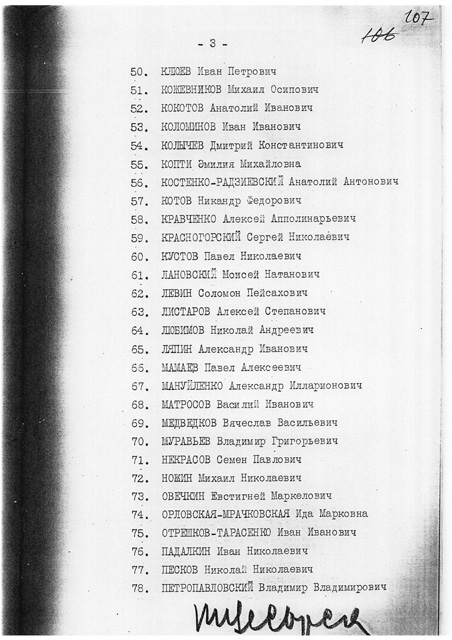 107
106
- 3 -
50. КЛЮЕВ Иван Петрович
51. КОЖЕВНИКОВ Михаил Осипович
52. КОКОТОВ Анатолий Иванович
53. КОЛОМИНОВ Иван Иванович
54. КОЛЫЧЕВ Дмитрий Константинович
55. КОПТИ Эмилия Михайловна
56. КОСТЕНКО-РАДЗИЕВСКИЙ Анатолий Антонович
57. КОТОВ Никандр Федорович
58. КРАВЧЕНКО Алексей Апполинарьевич
59. КРАСНОГОРСКИЙ Сергей Николаевич
60. КУСТОВ Павел Николаевич
61. ЛАНОВСКИЙ Моисей Натанович
62. ЛЕВИН Соломон Пейсахович
63. ЛИСТАРОВ Алексей Степанович
64. ЛЮБИМОВ Николай Андреевич
65. ЛЯПИН Александр Иванович
66. МАМАЕВ Павел Алексеевич
67. МАНУЙЛЕНКО Александр Илларионович
68. МАТРОСОВ Василий Иванович
69. МЕДВЕДКОВ Вячеслав Васильевич
70. МУРАВЬЕВ Владимир Григорьевич
71. НЕКРАСОВ Семен Павлович
72. НОЖИН Михаил Николаевич
73. ОВЕЧКИН Евстигней Маркелович
74. ОРЛОВСКАЯ-МРАЧКОВСКАЯ Ида Марковна
75. ОТРЕШКОВ-ТАРАСЕНКО Иван Иванович
76. ПАДАЛКИН Иван Николаевич
77. ПЕСКОВ Николай Николаевич
78. ПЕТРОПАВЛОВСКИЙ Владимир Владимирович